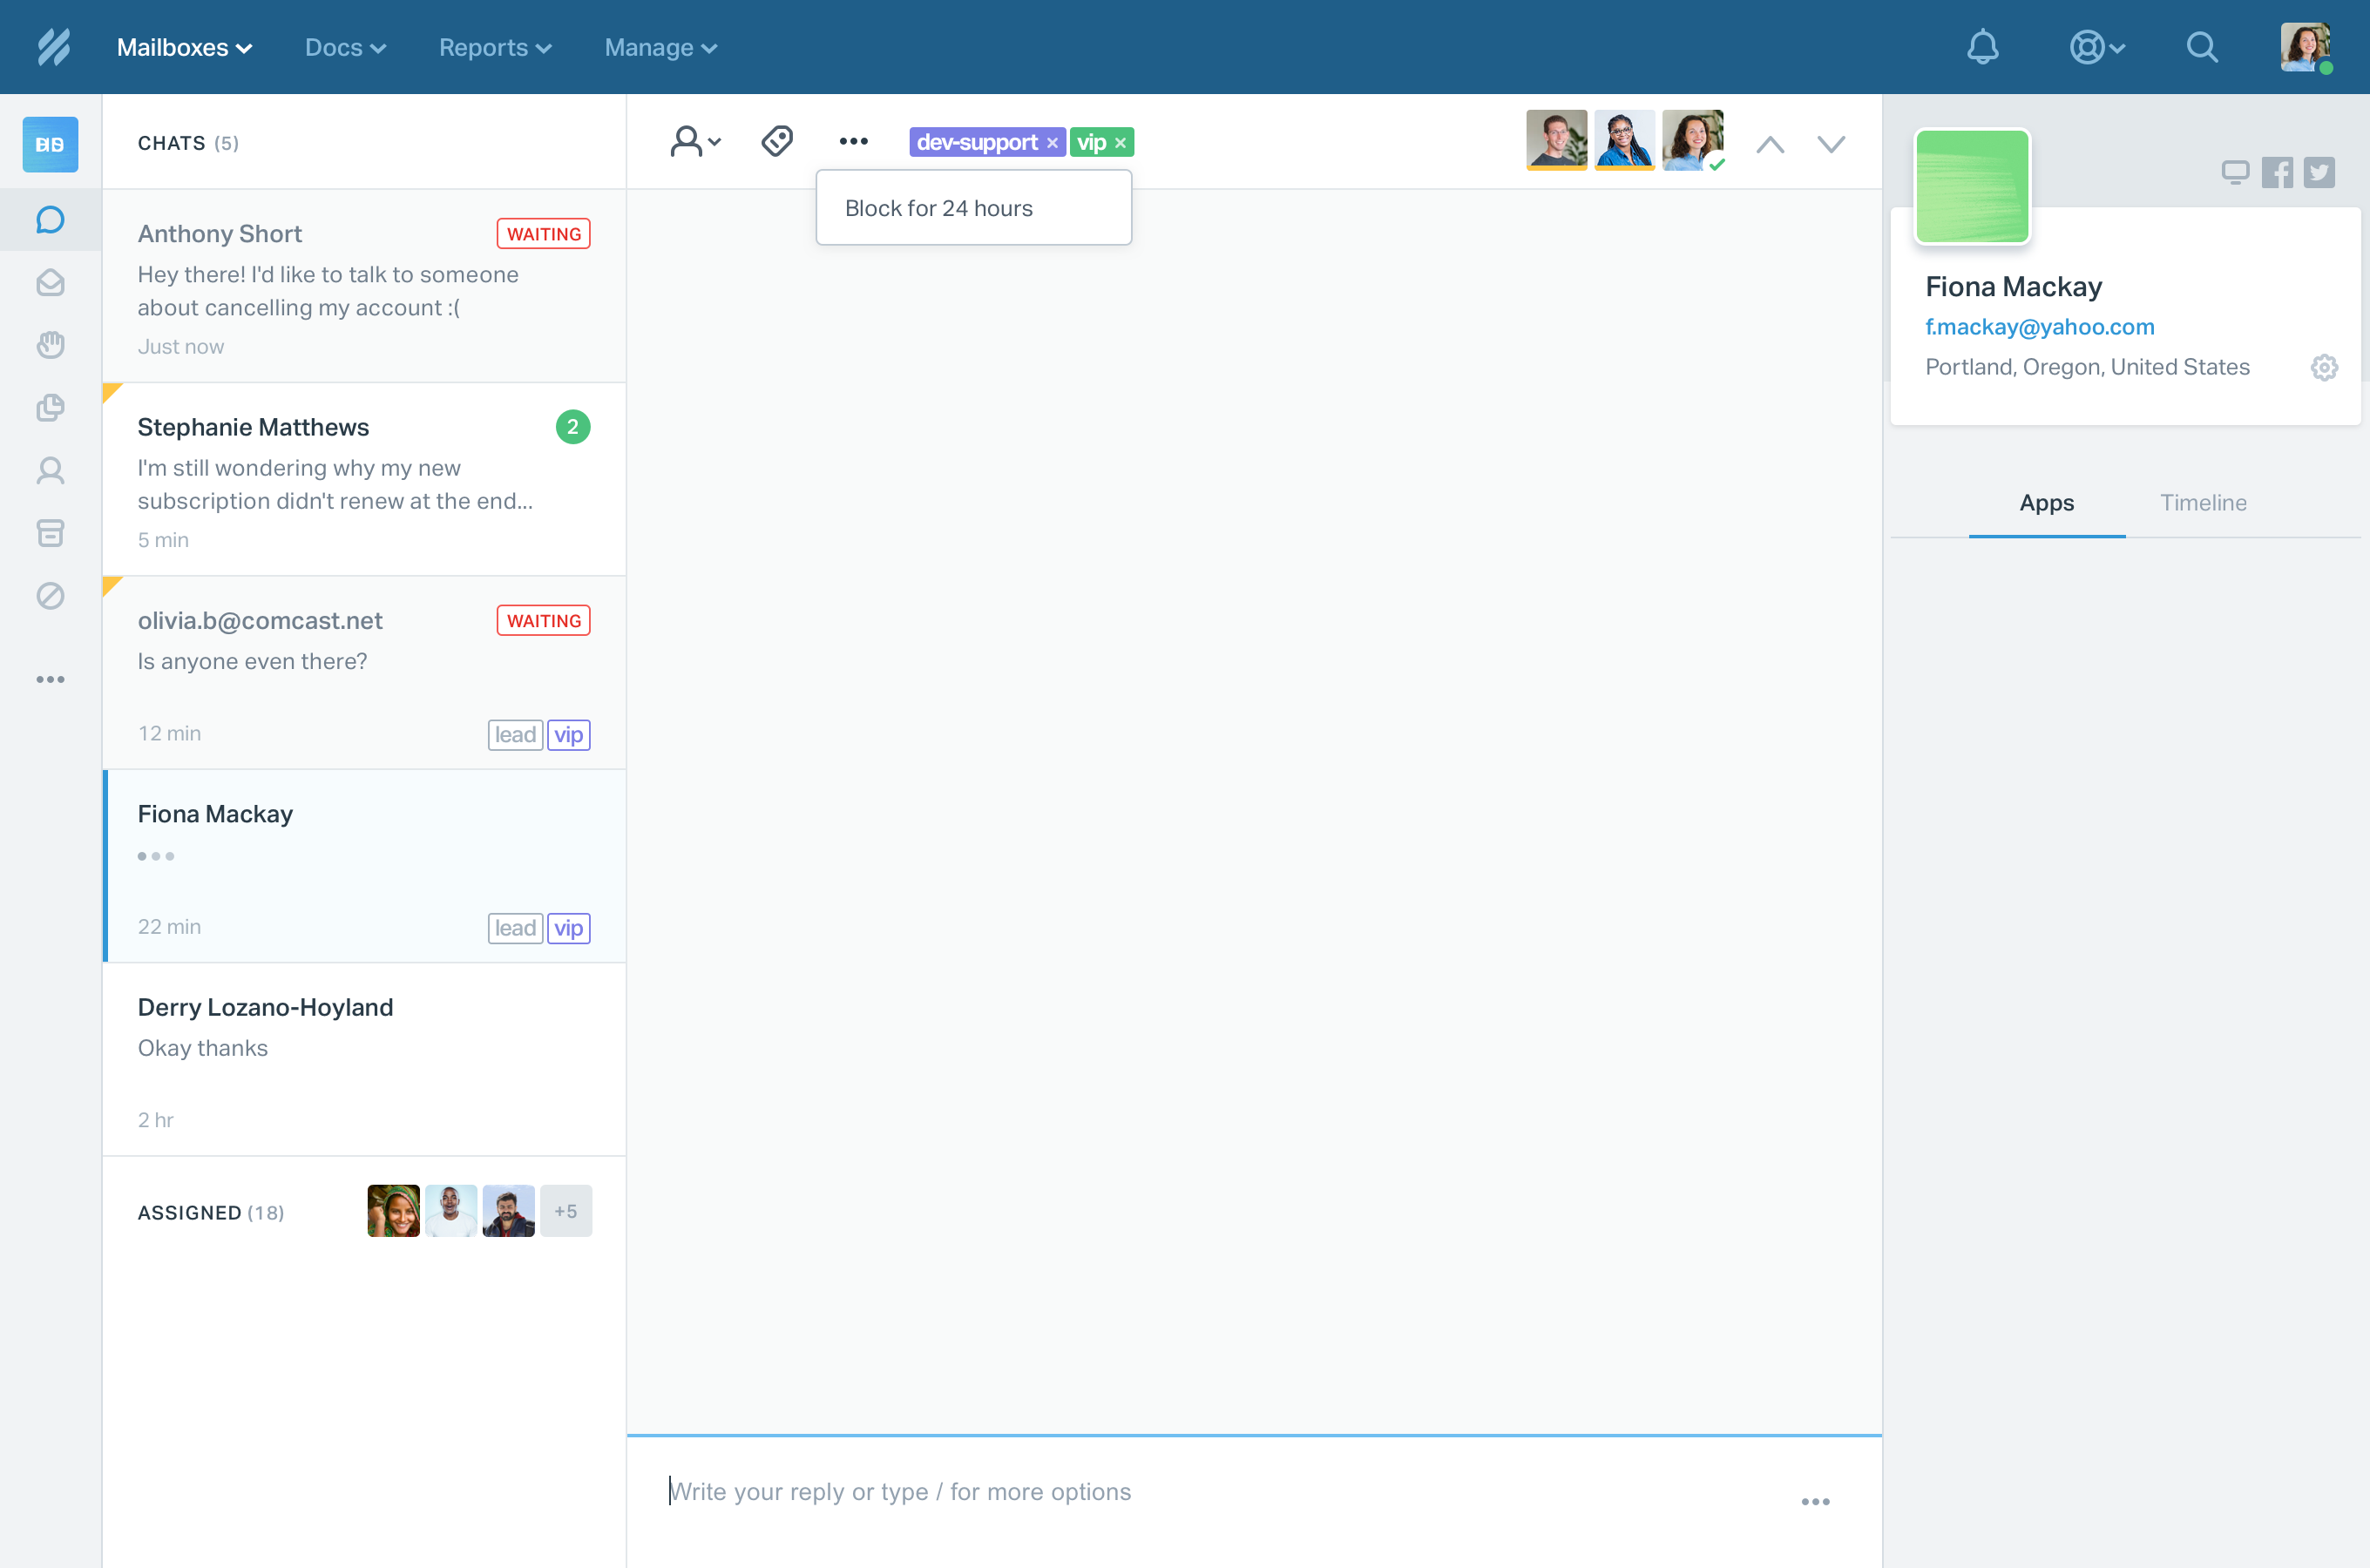 Mailboxes
Docs
Reports
Manage
CHATS (5)
dev-support ×
vip ×
Block for 24 hours
Anthony Short
WAITING
Hey there! I'd like to talk to someone
about cancelling my account :(
Just now
Stephanie Matthews
2
I'm still wondering why my new
subscription didn't renew at the end...
5 min
olivia.b@comcast.net
WAITING
Is anyone even there?
12 min
lead
vip
Fiona Mackay
22 min
lead
vip
Derry Lozano-Hoyland
Okay thanks
2 hr
ASSIGNED (18)
+5
Write your reply or type / for more options
Fiona Mackay
f.mackay@yahoo.com
Portland, Oregon, United States
Apps
Timeline